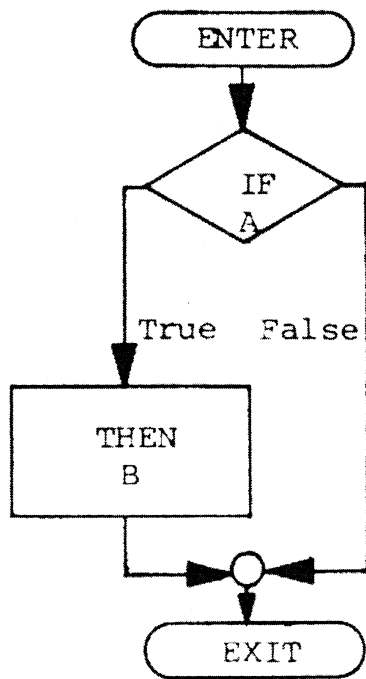 ENTER
IF
A
True False
THEN
B
EXIT